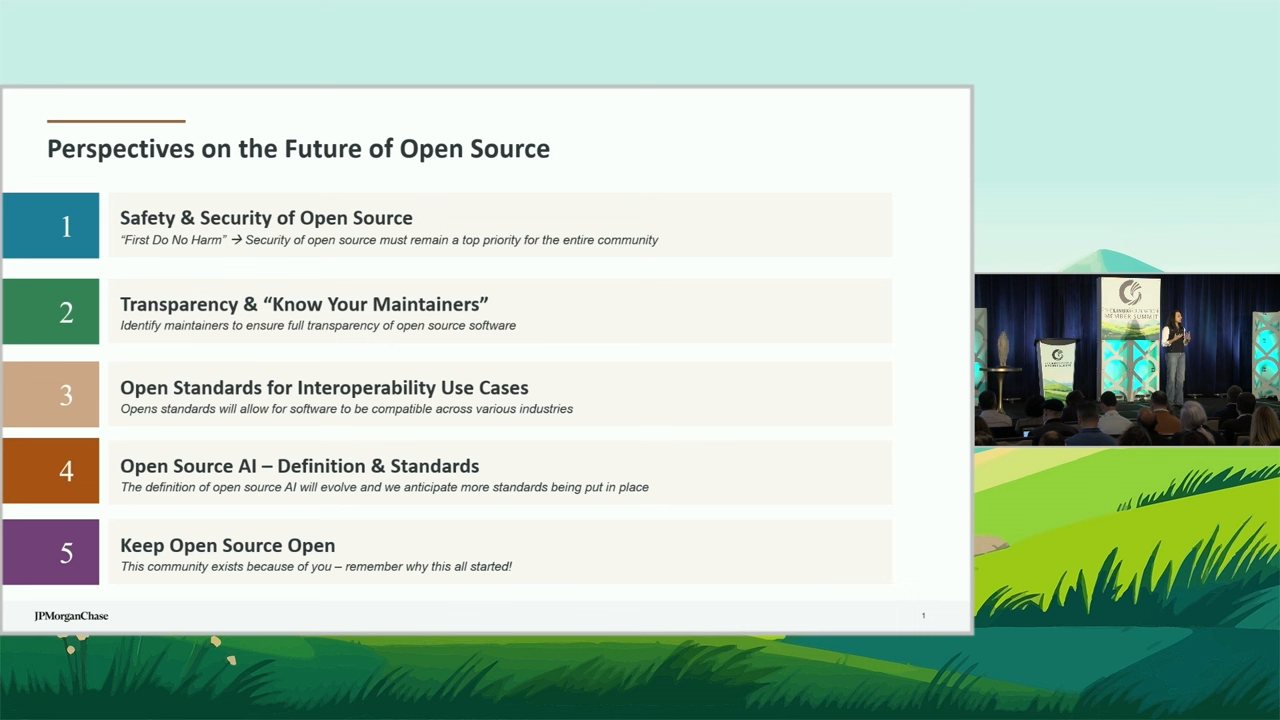 Perspectives on the Future of Open Source
1
Safety & Security of Open Source
“First Do No Harm” → Security of open source must remain a top priority for the entire community
2
Transparency & “Know Your Maintainers”
Identify maintainers to ensure full transparency of open source software
3
Open Standards for Interoperability Use Cases
Opens standards will allow for software to be compatible across various industries
4
Open Source AI – Definition & Standards
The definition of open source AI will evolve and we anticipate more standards being put in place
5
Keep Open Source Open
This community exists because of you – remember why this all started!
JPMorganChase
1
MEMBER SUMMIT